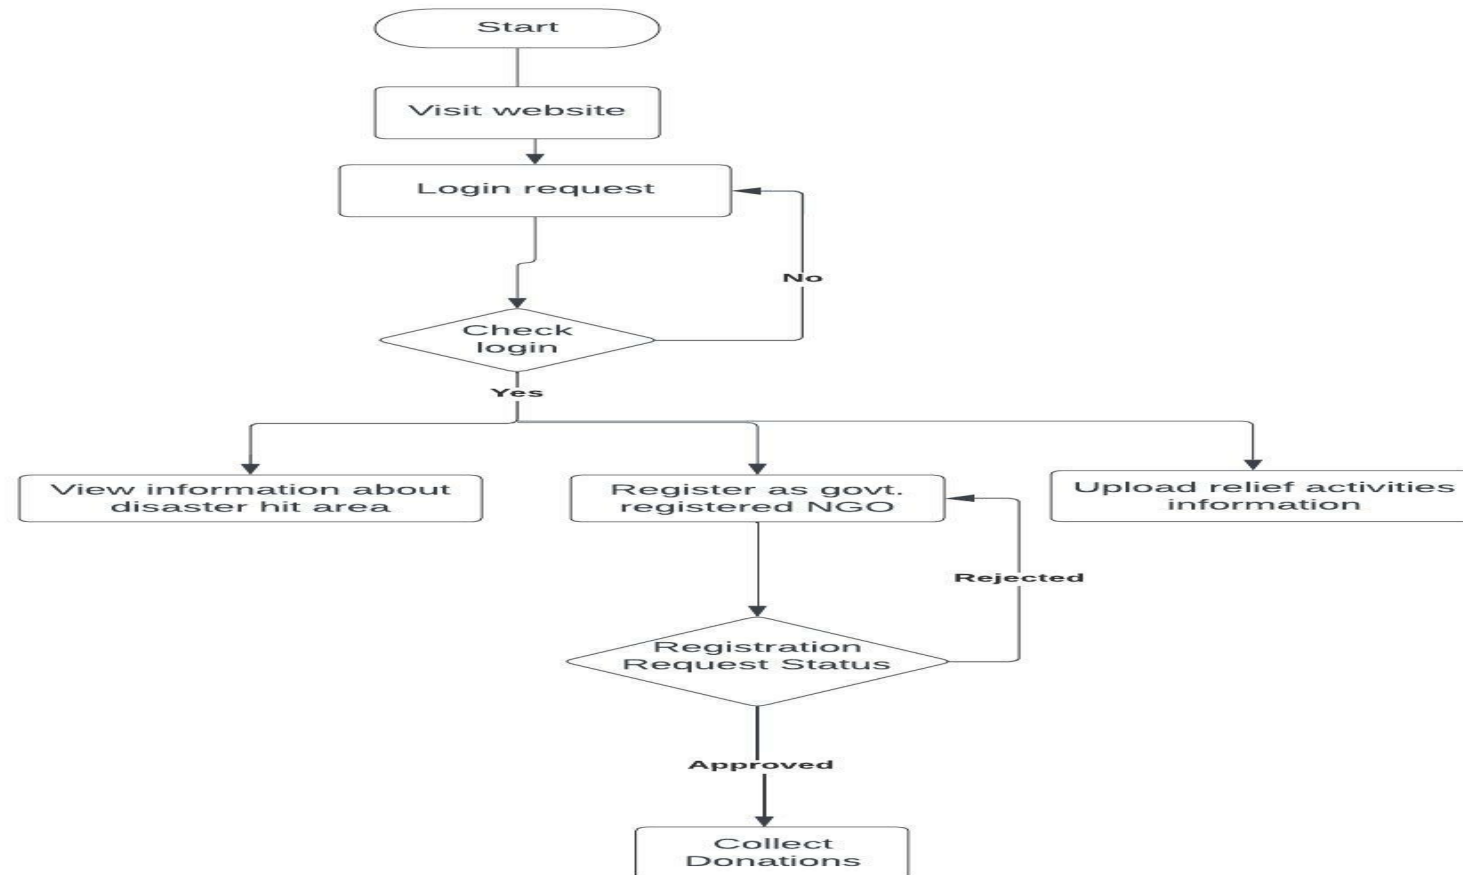 Start
Visit website
Login request
No
Check
login
Yes
View information about
disaster hit area
Register as govt.
registered NGO
Upload relief activities
information
Rejected
Registration
Request Status
Approved
Collect
Donations